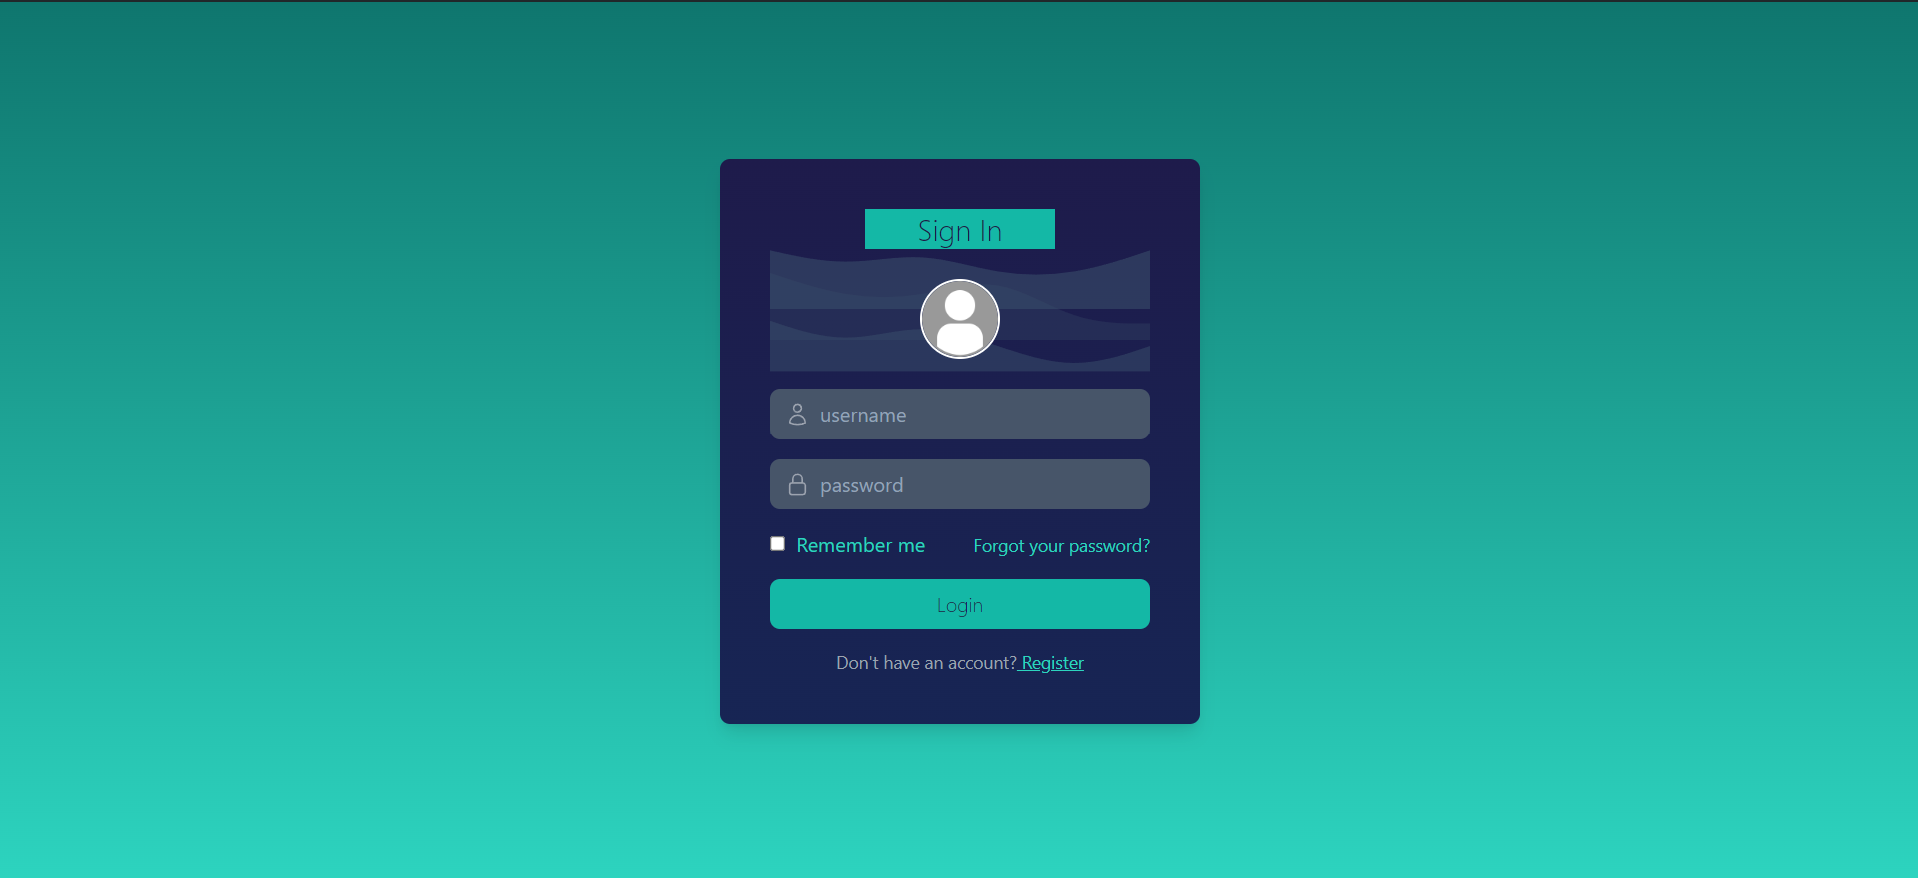 Sign In
username
password
Remember me Forgot your password?
Login
Don't have an account? Register